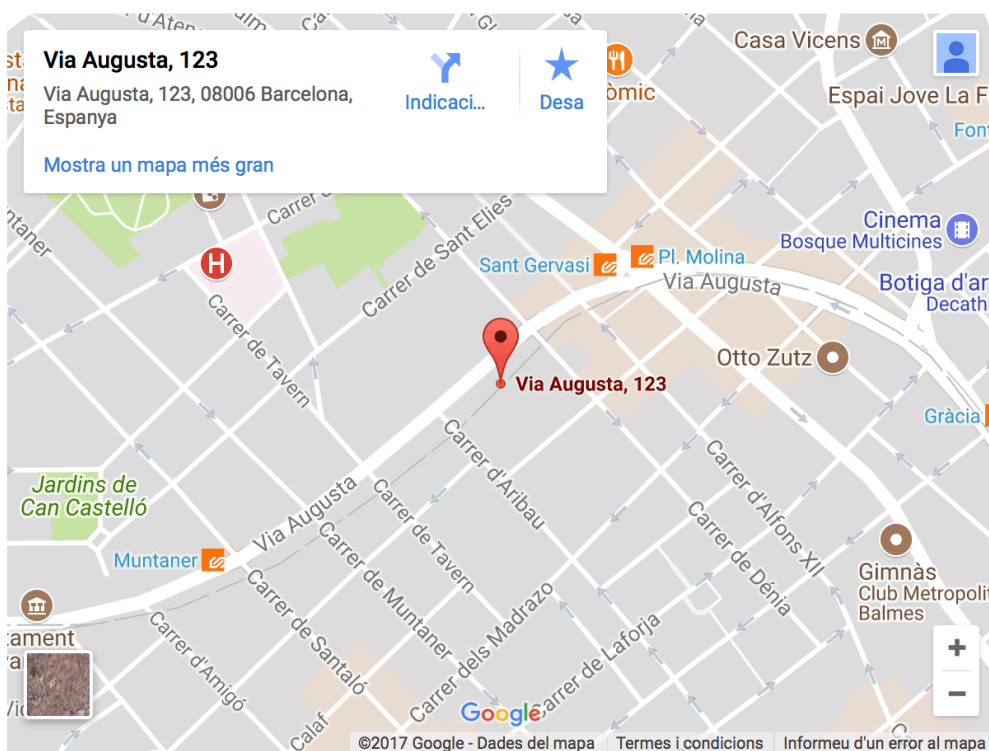 Via Augusta, 123
Via Augusta, 123, 08006 Barcelona,
Espanya
Indicaci...
Desa
Mostra un mapa més gran
Casa Vicens
Espai Jove La F
Font
Carrer
Carrer de Sant Elies
Cinema
Bosque Multicines
Sant Gervasi
Pl. Molina
Via Augusta
Botiga d'ar
Decath
H
Carrer de Tavern
Otto Zutz
Via Augusta, 123
Gràcia
Carrer d'Aribau
Carrer d'Alfons XII
Jardins de
Can Castelló
Via Augusta
Carrer de Tavern
Carrer de Dénia
Muntaner
Carrer de Muntaner
Gimnàs
Club Metropolit
Balmes
Carrer de Santaló
Carrer dels Madrazo
Carrer de Laforja
Carrer d'Amigó
tament
Calaf
Google
+
−
©2017 Google - Dades del mapa
Termes i condicions
Informeu d'un error al mapa